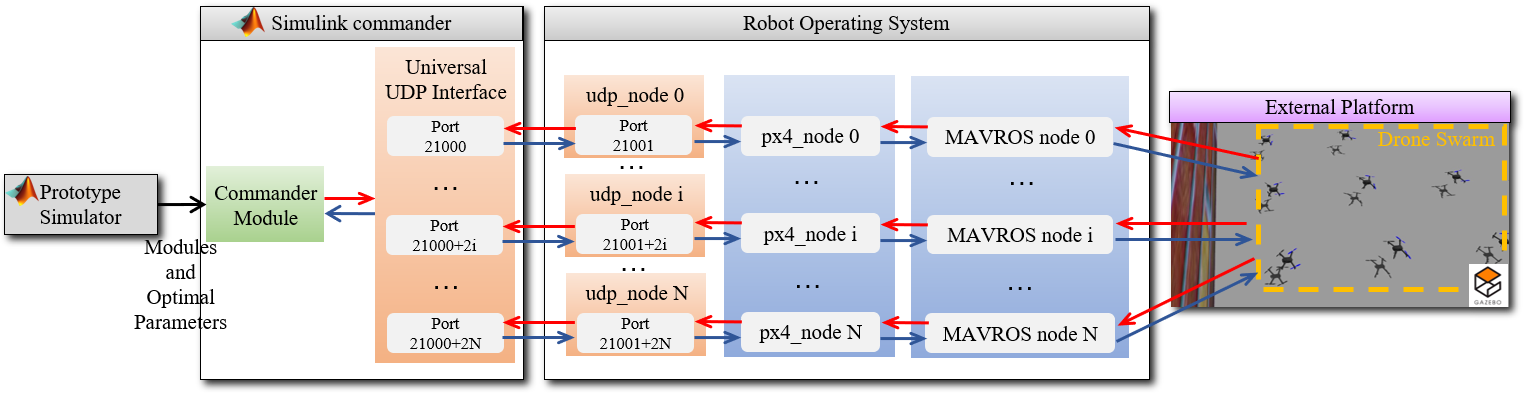 Prototype
Simulator
Modules
and
Optimal
Parameters
Simulink commander
Commander
Module
Universal
UDP Interface
Port
21000
...
Port
21000+2i
...
Port
21000+2N
Robot Operating System
udp_node 0
Port
21001
...
udp_node i
Port
21001+2i
...
udp_node N
Port
21001+2N
px4_node 0
...
px4_node i
...
px4_node N
MAVROS node 0
...
MAVROS node i
...
MAVROS node N
External Platform
Drone Swarm
GAZEBO